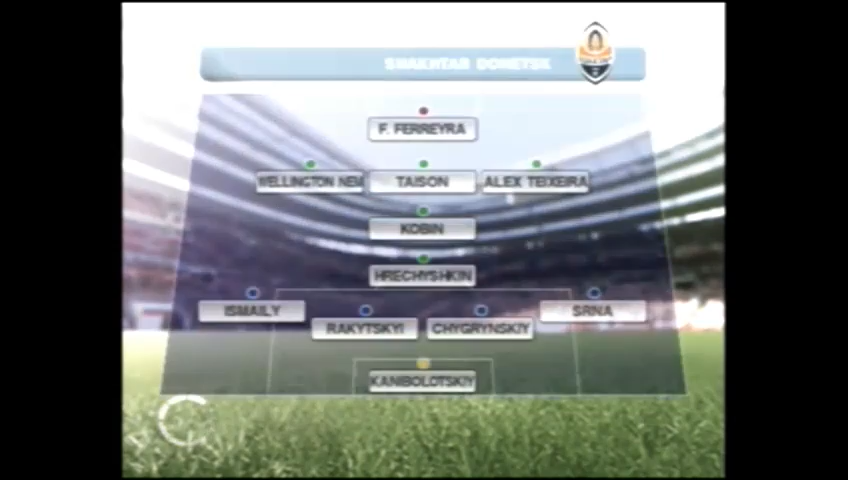 SHAKHTAR DONETSK
F. FERREYRA
WELLINGTON NEM
TAISON
ALEX TEIXEIRA
KOBIN
HRECHYSHKIN
ISMAILY
SRNA
RAKYTSKYI
CHYGRYNSKIY
KANIBOLOTSKIY